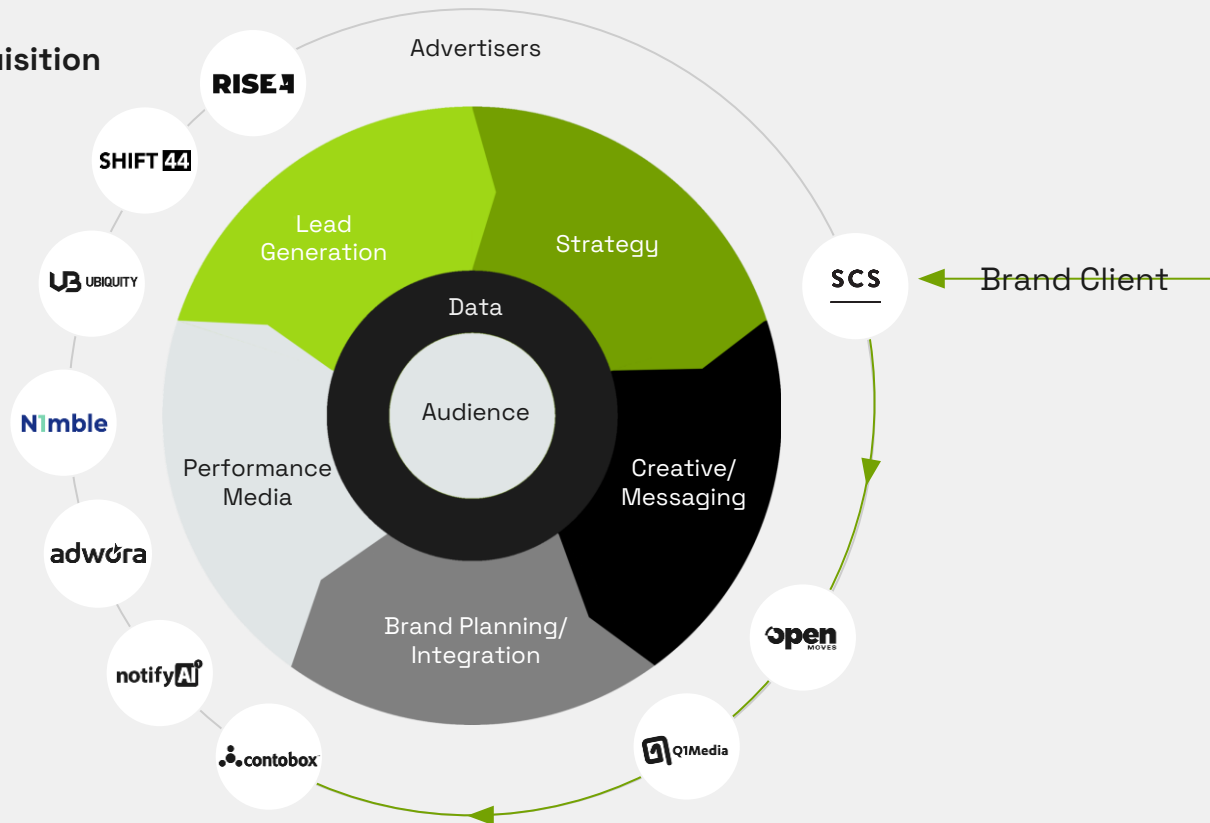 uisition
Advertisers
RISE
SHIFT 44
UBIQUITY
N1mble
adwora
notifyAI
contobox
Q1Media
open
MOVES
SCS
Brand Client
Lead
Generation
Strategy
Data
Audience
Performance
Media
Creative/
Messaging
Brand Planning/
Integration